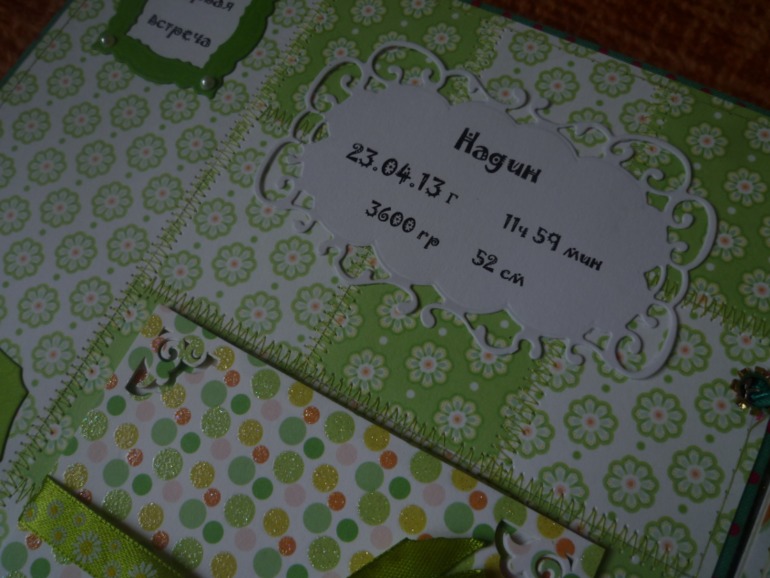 встреча
Надин
23.04.13 г
11ч 59 мин
3600 гр
52 см